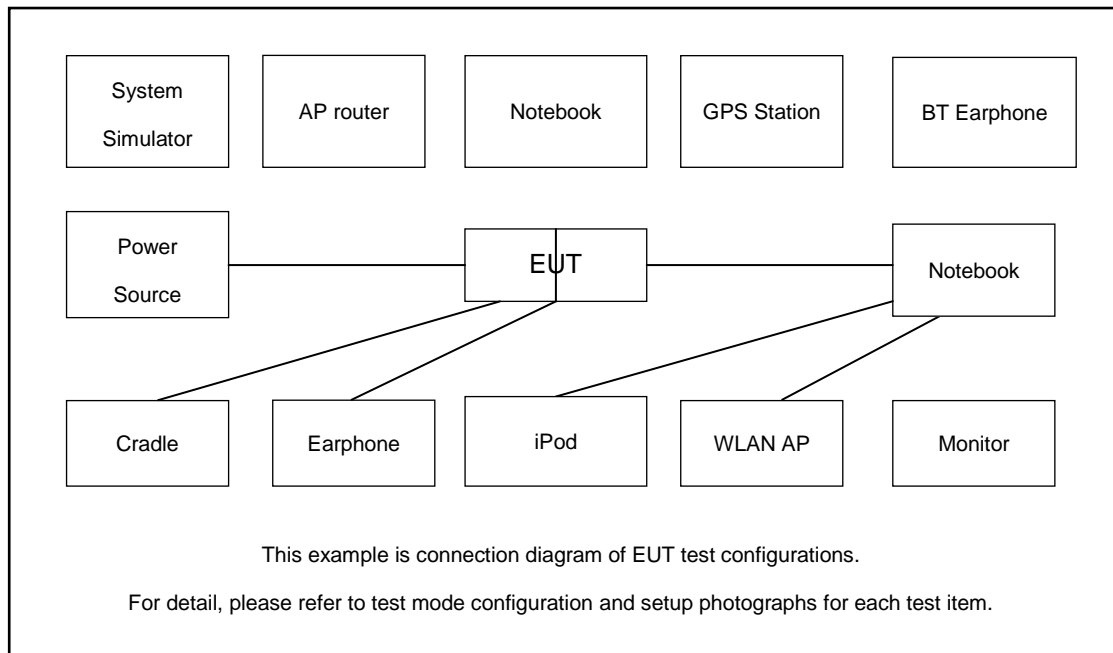 System
Simulator
AP router
Notebook
GPS Station
BT Earphone
Power
Source
EUT
Notebook
Cradle
Earphone
iPod
WLAN AP
Monitor
This example is connection diagram of EUT test configurations.
For detail, please refer to test mode configuration and setup photographs for each test item.